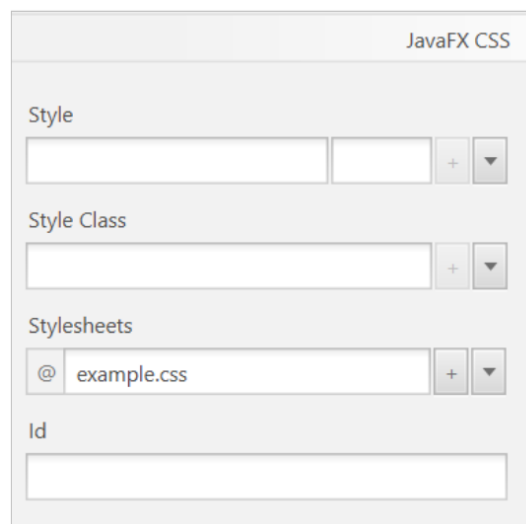 JavaFX CSS
Style
+
Style Class
+
Stylesheets
@ example.css +
Id